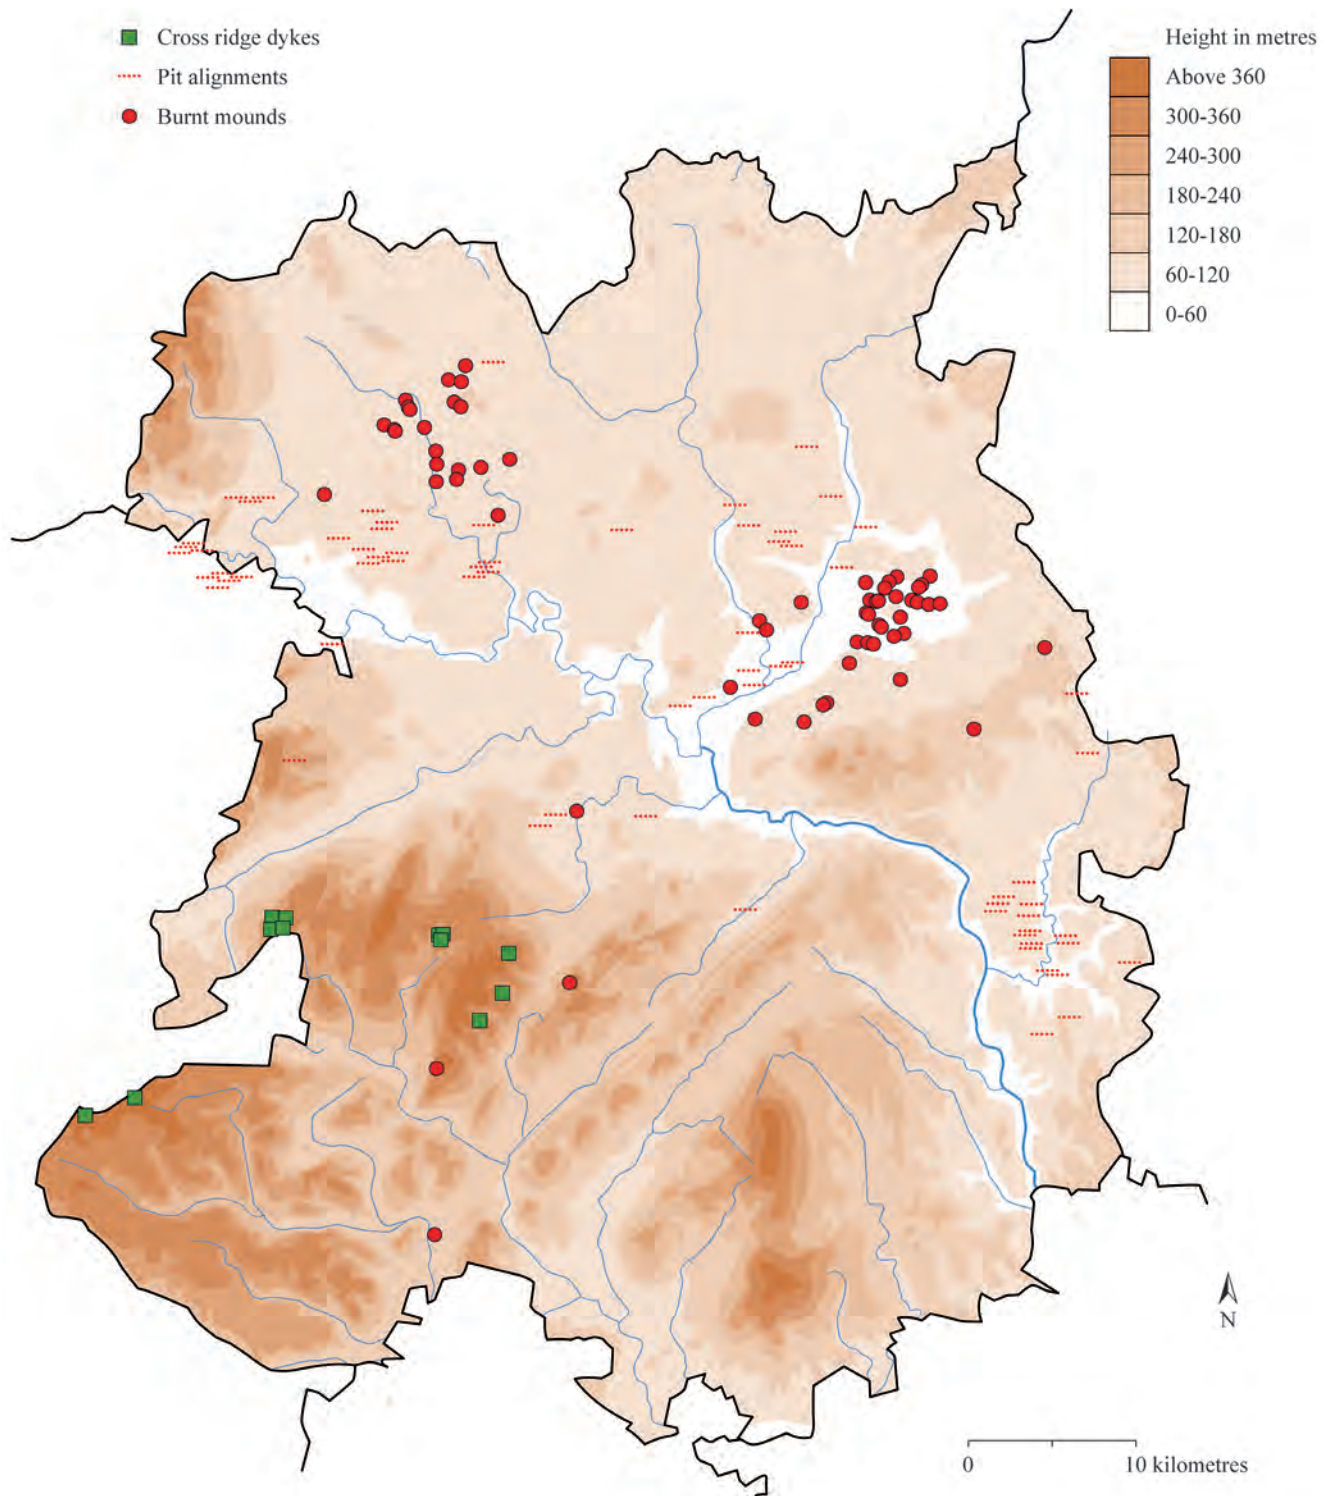 Cross ridge dykes
Pit alignments
Burnt mounds
Height in metres
Above 360
300-360
240-300
180-240
120-180
60-120
0-60
N
0 10 kilometres